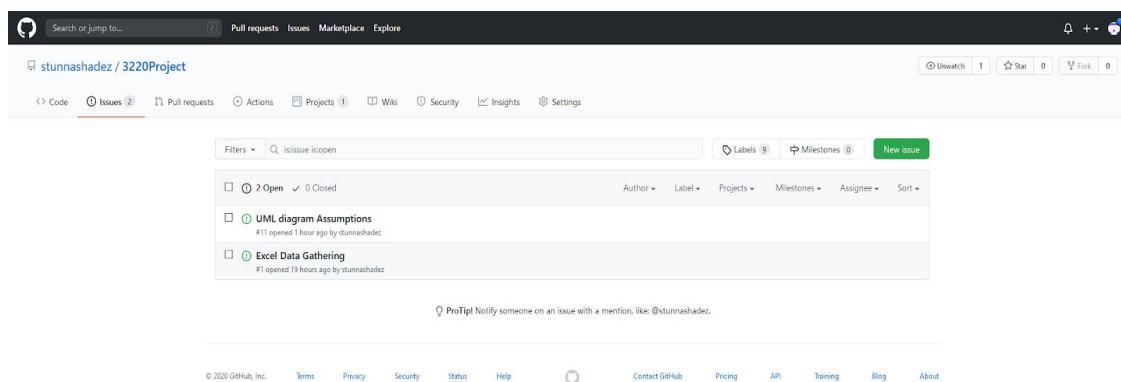 Search or jump to... / Pull requests Issues Marketplace Explore
stunnashadez / 3220Project Unwatch 1 Star 0 Fork 0
Code Issues 2 Pull requests Actions Projects 1 Wiki Security Insights Settings
Filters is:issue is:open Labels 9 Milestones 0 New issue
2 Open 0 Closed Author Label Projects Milestones Assignee Sort
UML diagram Assumptions
#11 opened 1 hour ago by stunnashadez
Excel Data Gathering
#1 opened 19 hours ago by stunnashadez
ProTip! Notify someone on an issue with a mention, like: @stunnashadez.
© 2020 GitHub, Inc. Terms Privacy Security Status Help Contact GitHub Pricing API Training Blog About